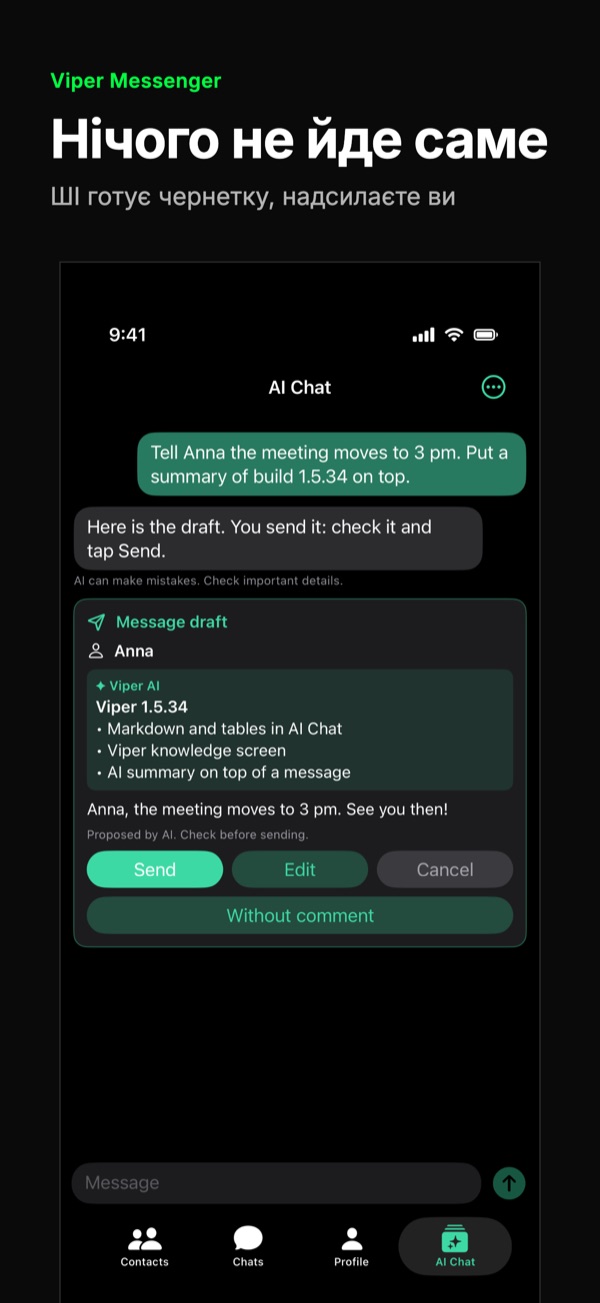 Viper Messenger
Нічого не йде саме
ШІ готує чернетку, надсилаєте ви
9:41
AI Chat
Tell Anna the meeting moves to 3 pm. Put a
summary of build 1.5.34 on top.
Here is the draft. You send it: check it and
tap Send.
AI can make mistakes. Check important details.
Message draft
Anna
Viper AI
Viper 1.5.34
• Markdown and tables in AI Chat
• Viper knowledge screen
• AI summary on top of a message
Anna, the meeting moves to 3 pm. See you then!
Proposed by AI. Check before sending.
Send Edit Cancel
Without comment
Message
Contacts Chats Profile AI Chat